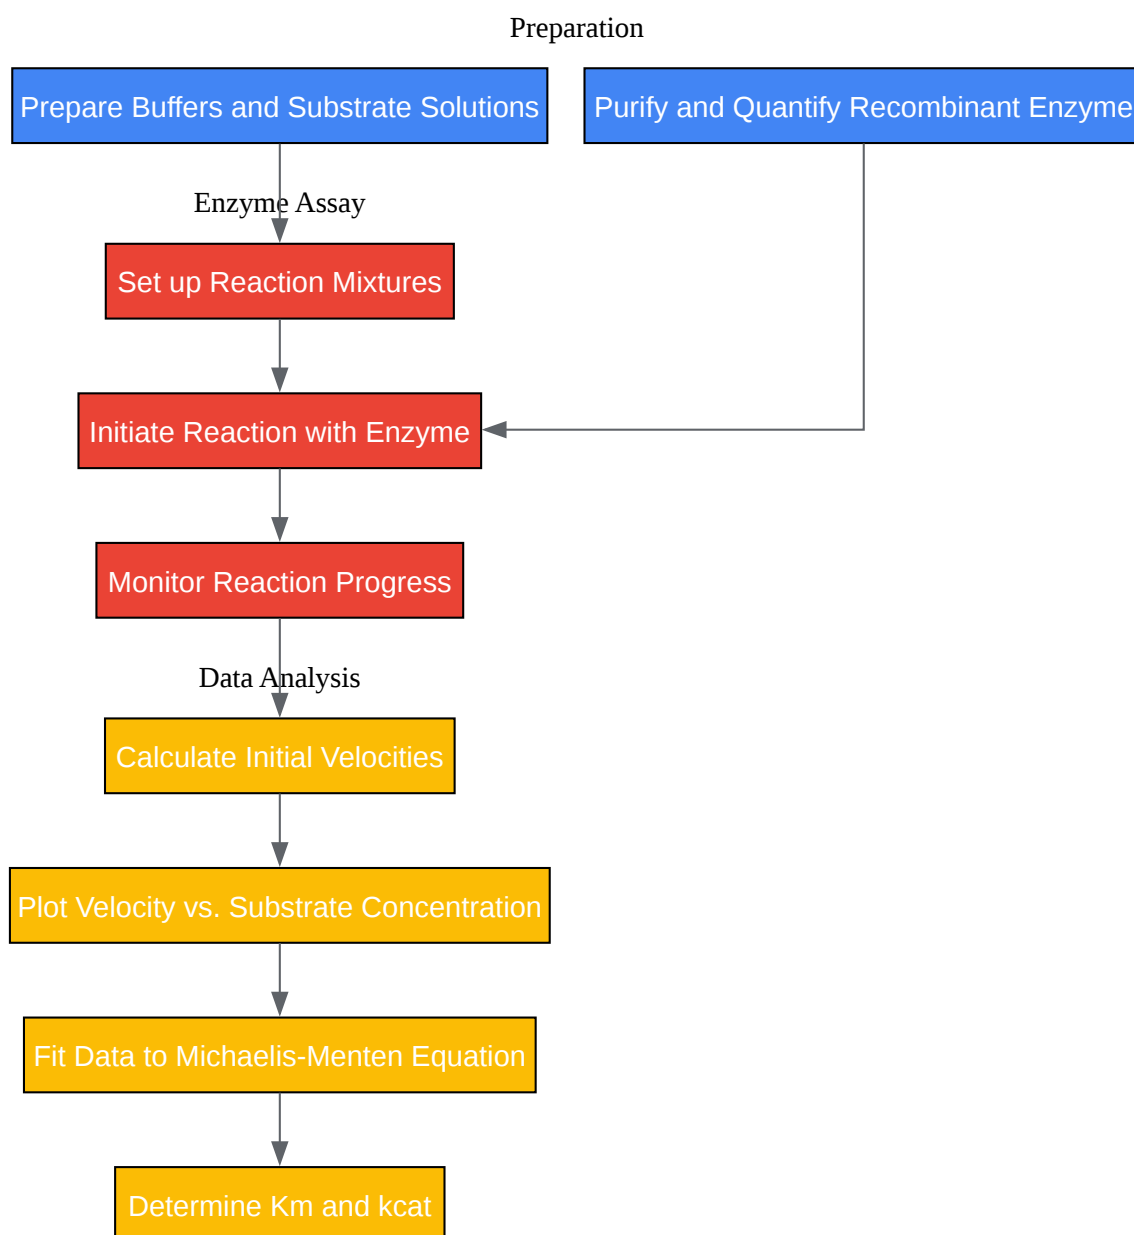 Preparation
Prepare Buffers and Substrate Solutions
Purify and Quantify Recombinant Enzyme
Enzyme Assay
Set up Reaction Mixtures
Initiate Reaction with Enzyme
Monitor Reaction Progress
Data Analysis
Calculate Initial Velocities
Plot Velocity vs. Substrate Concentration
Fit Data to Michaelis-Menten Equation
Determine Km and kcat